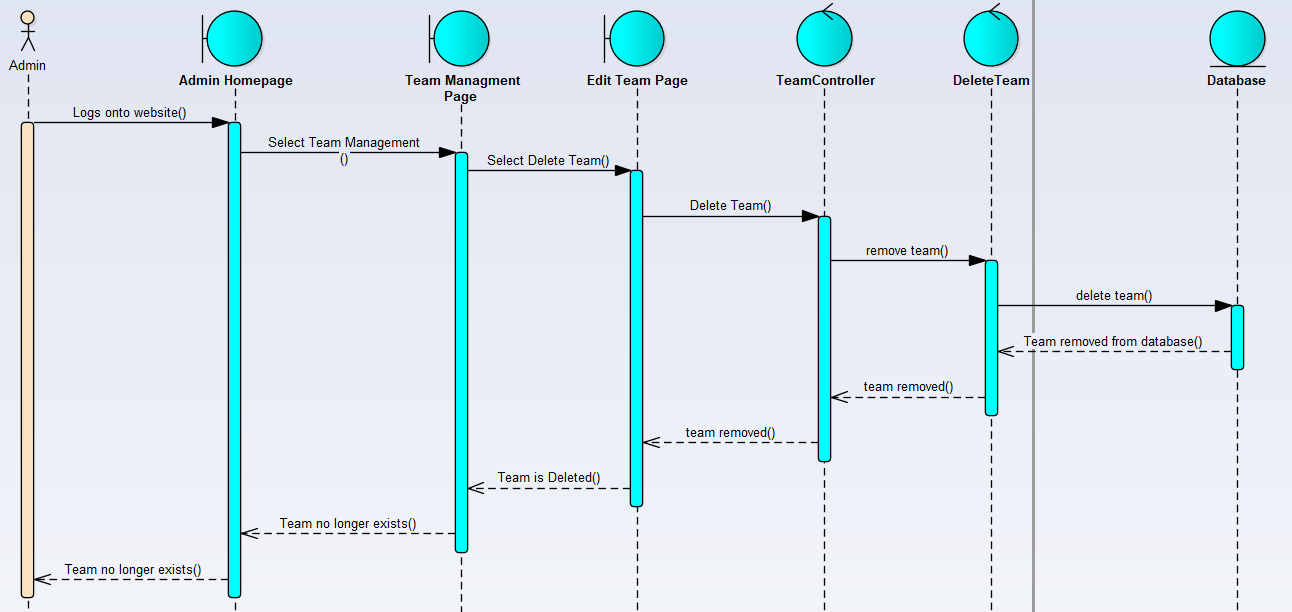 Admin
Admin Homepage
Team Managment
Page
Edit Team Page
TeamController
DeleteTeam
Database
Logs onto website()
Select Team Management
()
Select Delete Team()
Delete Team()
remove team()
delete team()
Team removed from database()
team removed()
team removed()
Team is Deleted()
Team no longer exists()
Team no longer exists()